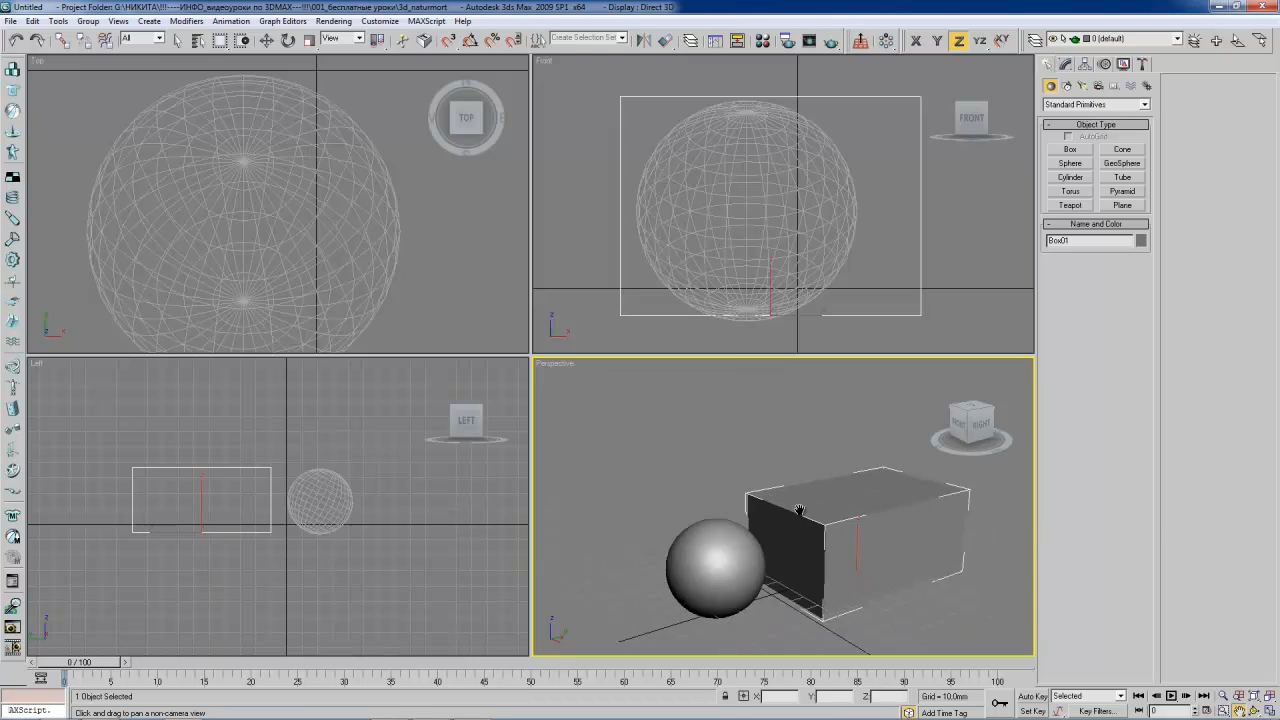 Untitled - Project Folder: G:\НИКИТА\!!!----ИНФО_видеоуроки по 3DMAX----!!!\001_бесплатные уроки\3d_naturmort - Autodesk 3ds Max 2009 SP1 x64 - Display : Direct 3D
File Edit Tools Group Views Create Modifiers Animation Graph Editors Rendering Customize MAXScript Help
All View Create Selection Set X Y Z YZ XY 0 (default)
Top Front
TOP FRONT
Standard Primitives
Object Type
AutoGrid
Box Cone
Sphere GeoSphere
Cylinder Tube
Torus Pyramid
Teapot Plane
Name and Color
Box01
Left Perspective
LEFT FRONT RIGHT
0 / 100
0 5 10 15 20 25 30 35 40 45 50 55 60 65 70 75 80 85 90 95 100
1 Object Selected X: Y: Z: Grid = 10,0mm Auto Key Selected
AXScript. Click and drag to pan a non-camera view Add Time Tag Set Key Key Filters... 0